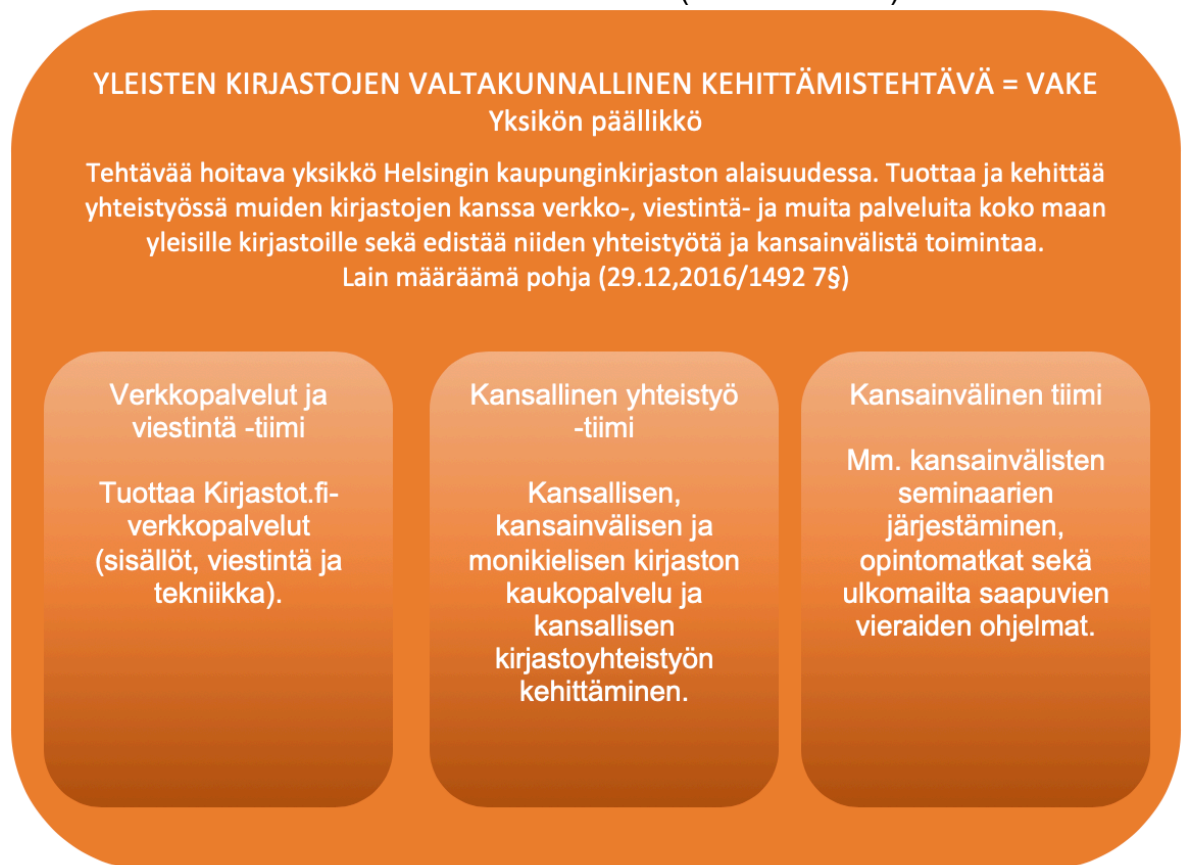 YLEISTEN KIRJASTOJEN VALTAKUNNALLINEN KEHITTÄMISTEHTÄVÄ = VAKE
Yksikön päällikkö
Tehtävää hoitava yksikkö Helsingin kaupunginkirjaston alaisuudessa. Tuottaa ja kehittää
yhteistyössä muiden kirjastojen kanssa verkko-, viestintä- ja muita palveluita koko maan
yleisille kirjastoille sekä edistää niiden yhteistyötä ja kansainvälistä toimintaa.
Lain määräämä pohja (29.12,2016/1492 7§)
Verkkopalvelut ja
viestintä -tiimi
Tuottaa Kirjastot.fi-
verkkopalvelut
(sisällöt, viestintä ja
tekniikka).
Kansallinen yhteistyö
-tiimi
Kansallisen,
kansainvälisen ja
monikielisen kirjaston
kaukopalvelu ja
kansallisen
kirjastoyhteistyön
kehittäminen.
Kansainvälinen tiimi
Mm. kansainvälisten
seminaarien
järjestäminen,
opintomatkat sekä
ulkomailta saapuvien
vieraiden ohjelmat.